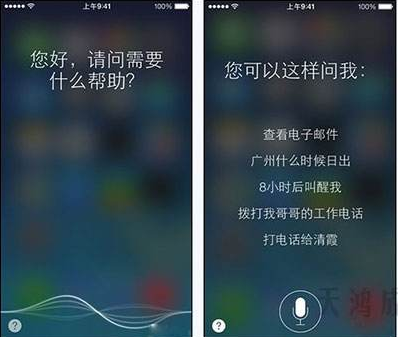 上午9:41
100%
您好，请问需要
什么帮助?
?
上午9:41
100%
您可以这样问我：
查看电子邮件
广州什么时候日出
8小时后叫醒我
拨打我哥哥的工作电话
打电话给清霞
?
天鸿